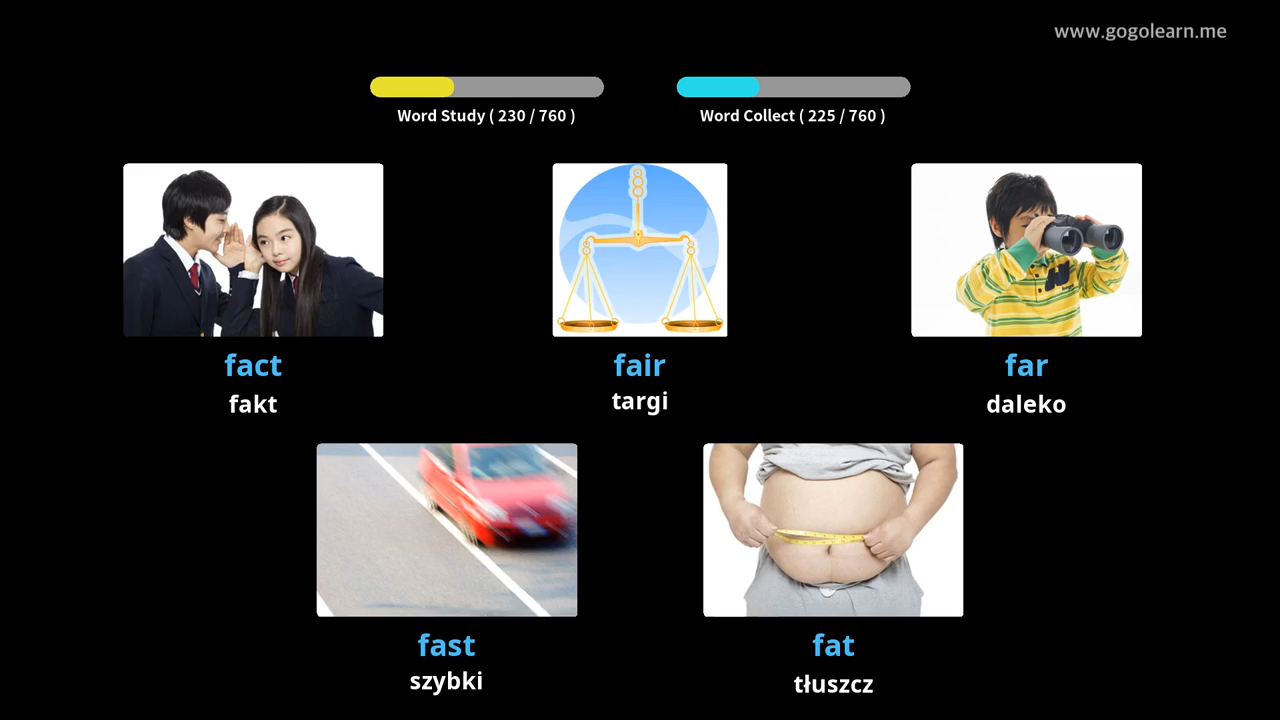 www.gogolearn.me
Word Study ( 230 / 760 )
Word Collect ( 225 / 760 )
fact
fakt
fair
targi
far
daleko
fast
szybki
fat
tłuszcz